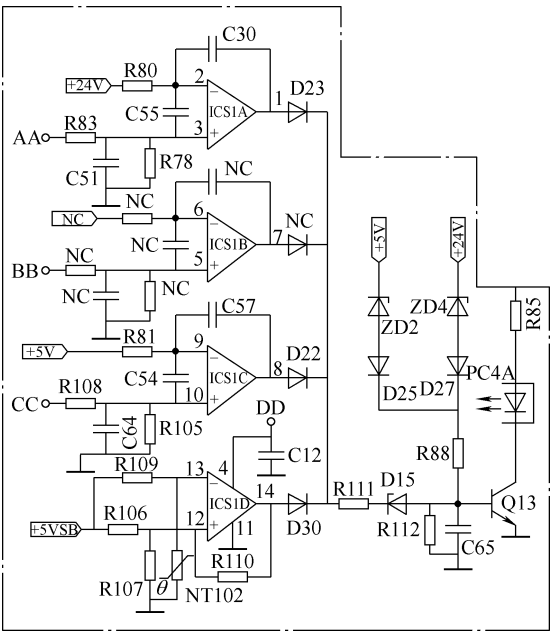 C30
+24V
R80
2
−
ICS1A
1
D23
C55
AA
R83
3
+
C51
R78
NC
NC
NC
6
−
ICS1B
7
NC
NC
BB
NC
5
+
NC
NC
+5V
+24V
ZD2
ZD4
R85
D25
D27
PC4A
C57
+5V
R81
9
−
ICS1C
8
D22
C54
CC
R108
10
+
C64
R105
DD
C12
R88
R109
13
−
4
ICS1D
14
D30
R111
D15
Q13
+5VSB
R106
12
+
11
R112
C65
R110
R107
θ
NT102